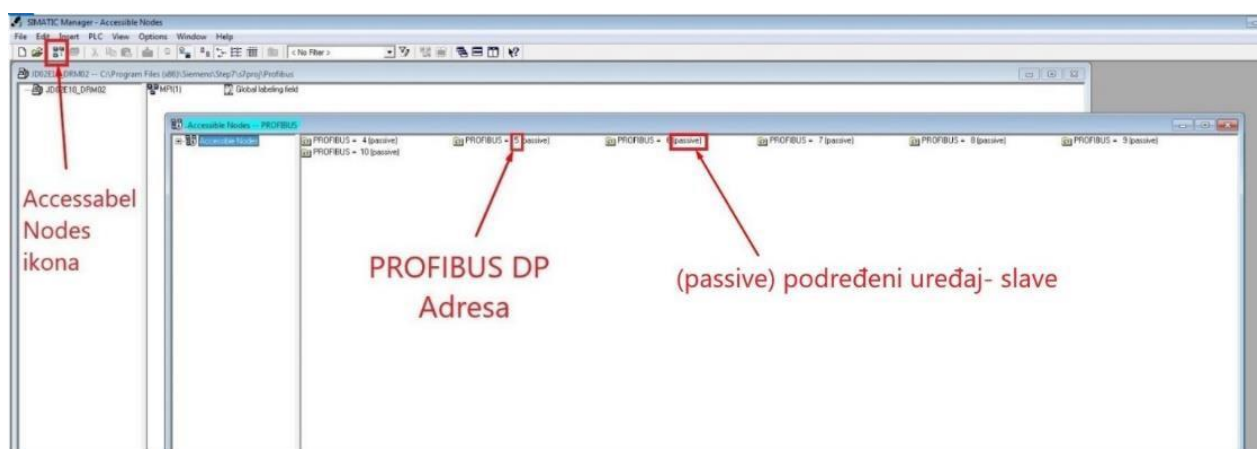 SIMATIC Manager - Accessible Nodes
File Edit Insert PLC View Options Window Help
< No Filter >
JD02E10_DRM02 -- C:\Program Files (x86)\Siemens\Step7\s7proj\Profibus
JD02E10_DRM02 MPI(1) Global labeling field
Accessible Nodes -- PROFIBUS
Accessible Nodes PROFIBUS = 4 (passive) PROFIBUS = 5 (passive) PROFIBUS = 6 (passive) PROFIBUS = 7 (passive) PROFIBUS = 8 (passive) PROFIBUS = 9 (passive)
PROFIBUS = 10 (passive)
Accessabel
Nodes
ikona
PROFIBUS DP
Adresa
(passive) podređeni uređaj- slave